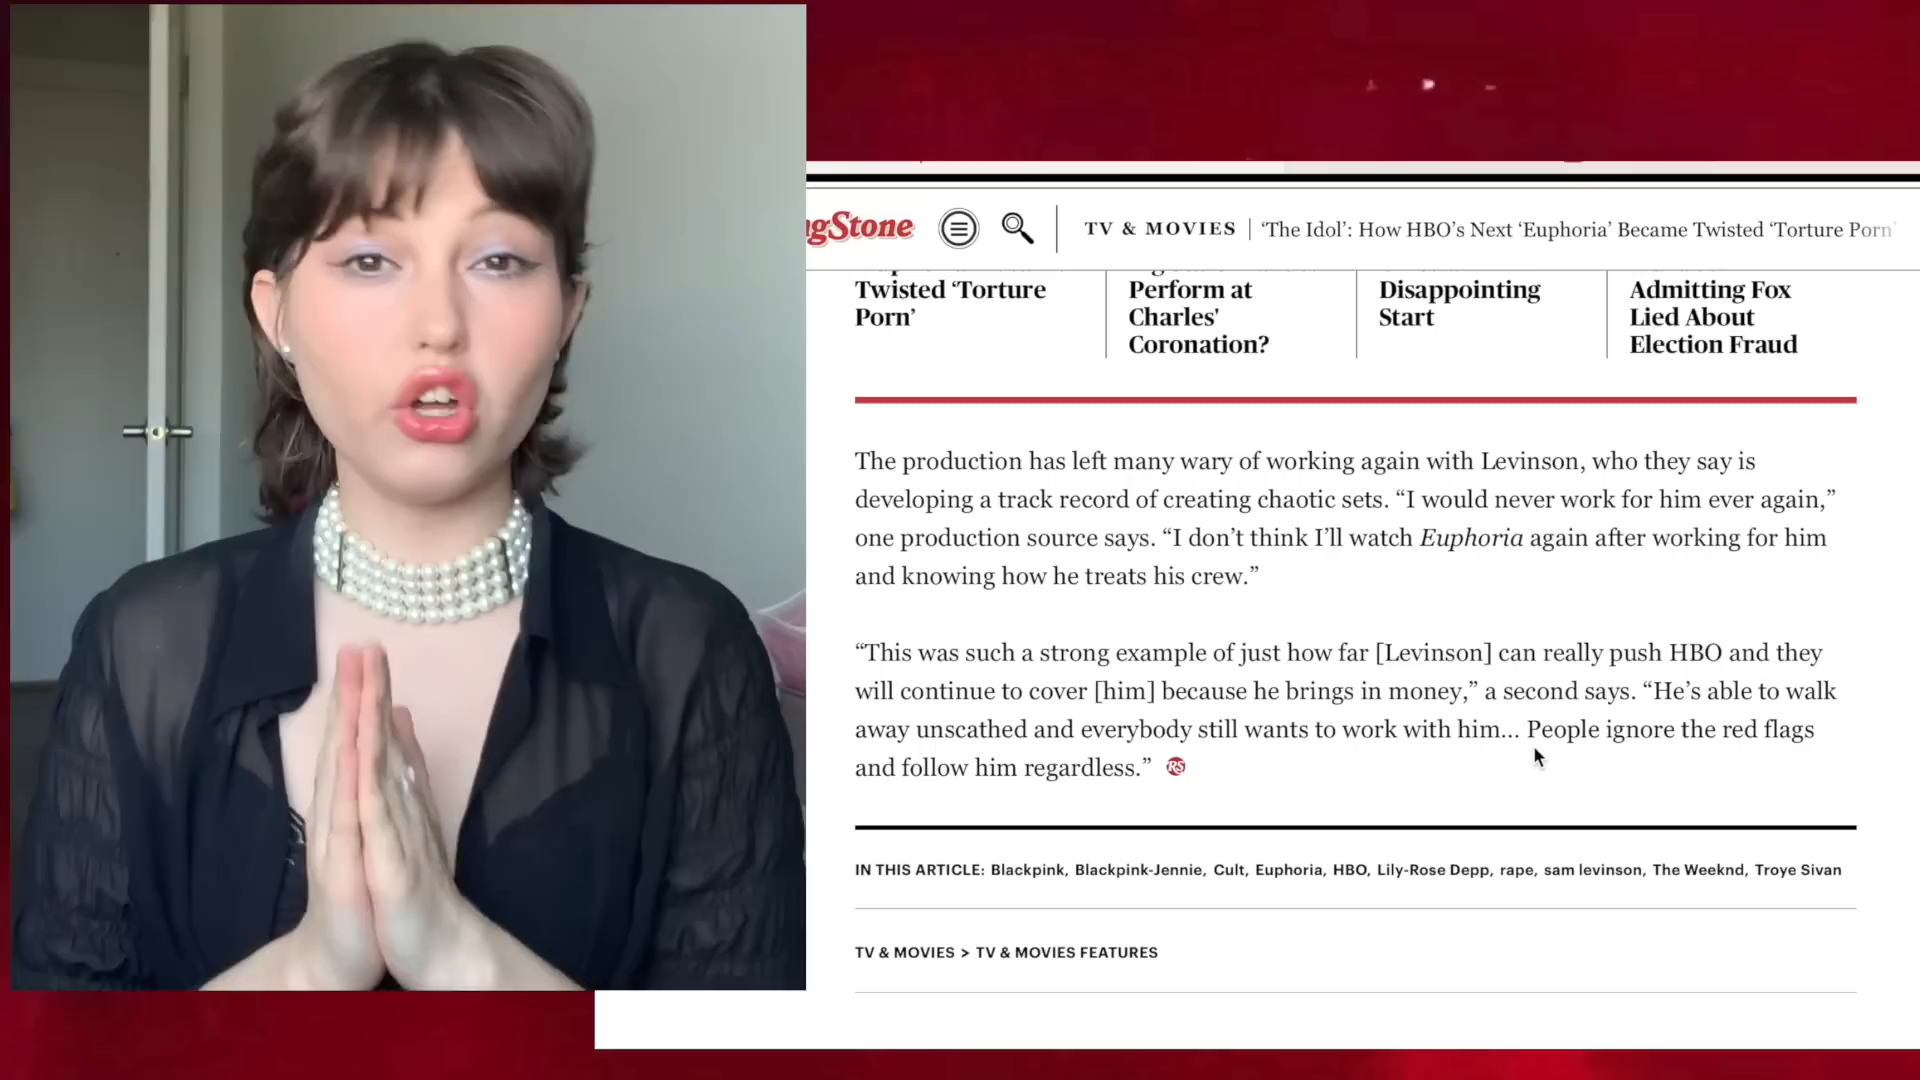 ngStone
TV & MOVIES | ‘The Idol’: How HBO’s Next ‘Euphoria’ Became Twisted ‘Torture Porn’
Twisted ‘Torture
Porn’
Perform at
Charles'
Coronation?
Disappointing
Start
Admitting Fox
Lied About
Election Fraud
The production has left many wary of working again with Levinson, who they say is
developing a track record of creating chaotic sets. “I would never work for him ever again,”
one production source says. “I don’t think I’ll watch Euphoria again after working for him
and knowing how he treats his crew.”
“This was such a strong example of just how far [Levinson] can really push HBO and they
will continue to cover [him] because he brings in money,” a second says. “He’s able to walk
away unscathed and everybody still wants to work with him... People ignore the red flags
and follow him regardless.” RS
IN THIS ARTICLE: Blackpink, Blackpink-Jennie, Cult, Euphoria, HBO, Lily-Rose Depp, rape, sam levinson, The Weeknd, Troye Sivan
TV & MOVIES > TV & MOVIES FEATURES